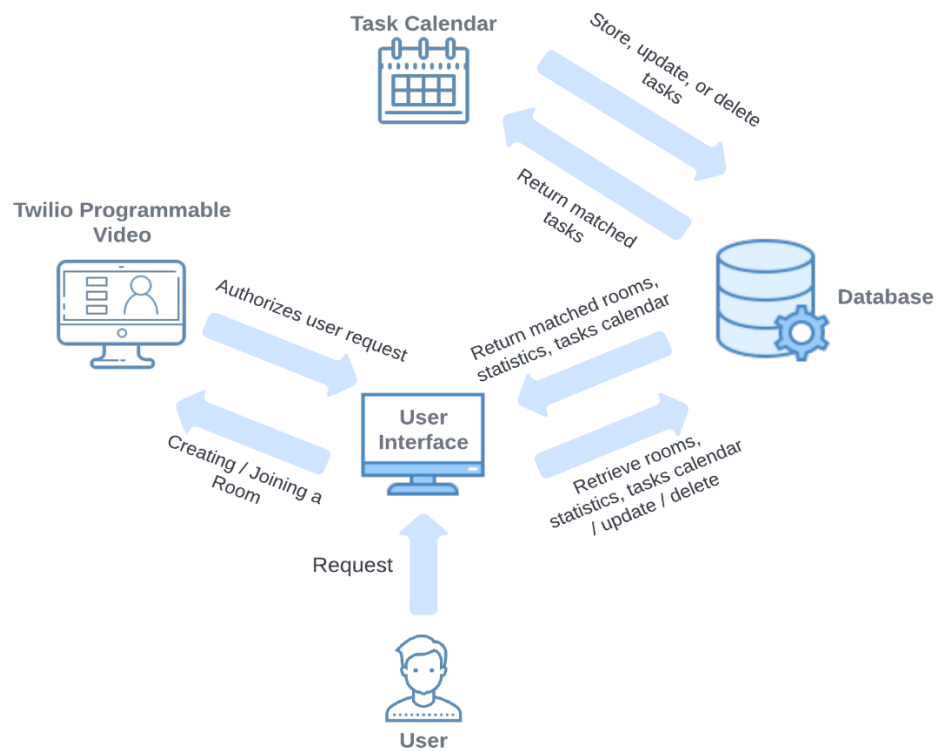 Task Calendar
Store, update, or delete
tasks
Return matched
tasks
Twilio Programmable
Video
Authorizes user request
Return matched rooms,
statistics, tasks calendar
Database
User
Interface
Creating / Joining a
Room
Retrieve rooms,
statistics, tasks calendar
/ update / delete
Request
User